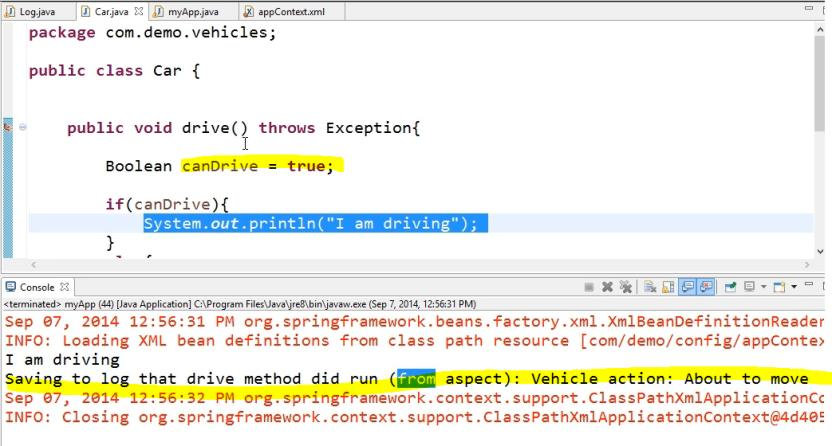 Log.java Car.java myApp.java appContext.xml
package com.demo.vehicles;
public class Car {
public void drive() throws Exception{
Boolean canDrive = true;
if(canDrive){
System.out.println("I am driving");
}
Console
<terminated> myApp (44) [Java Application] C:\Program Files\Java\jre8\bin\javaw.exe (Sep 7, 2014, 12:56:31 PM)
Sep 07, 2014 12:56:31 PM org.springframework.beans.factory.xml.XmlBeanDefinitionReader
INFO: Loading XML bean definitions from class path resource [com/demo/config/appContex
I am driving
Saving to log that drive method did run (from aspect): Vehicle action: About to move
Sep 07, 2014 12:56:32 PM org.springframework.context.support.ClassPathXmlApplicationCo
INFO: Closing org.springframework.context.support.ClassPathXmlApplicationContext@4d405